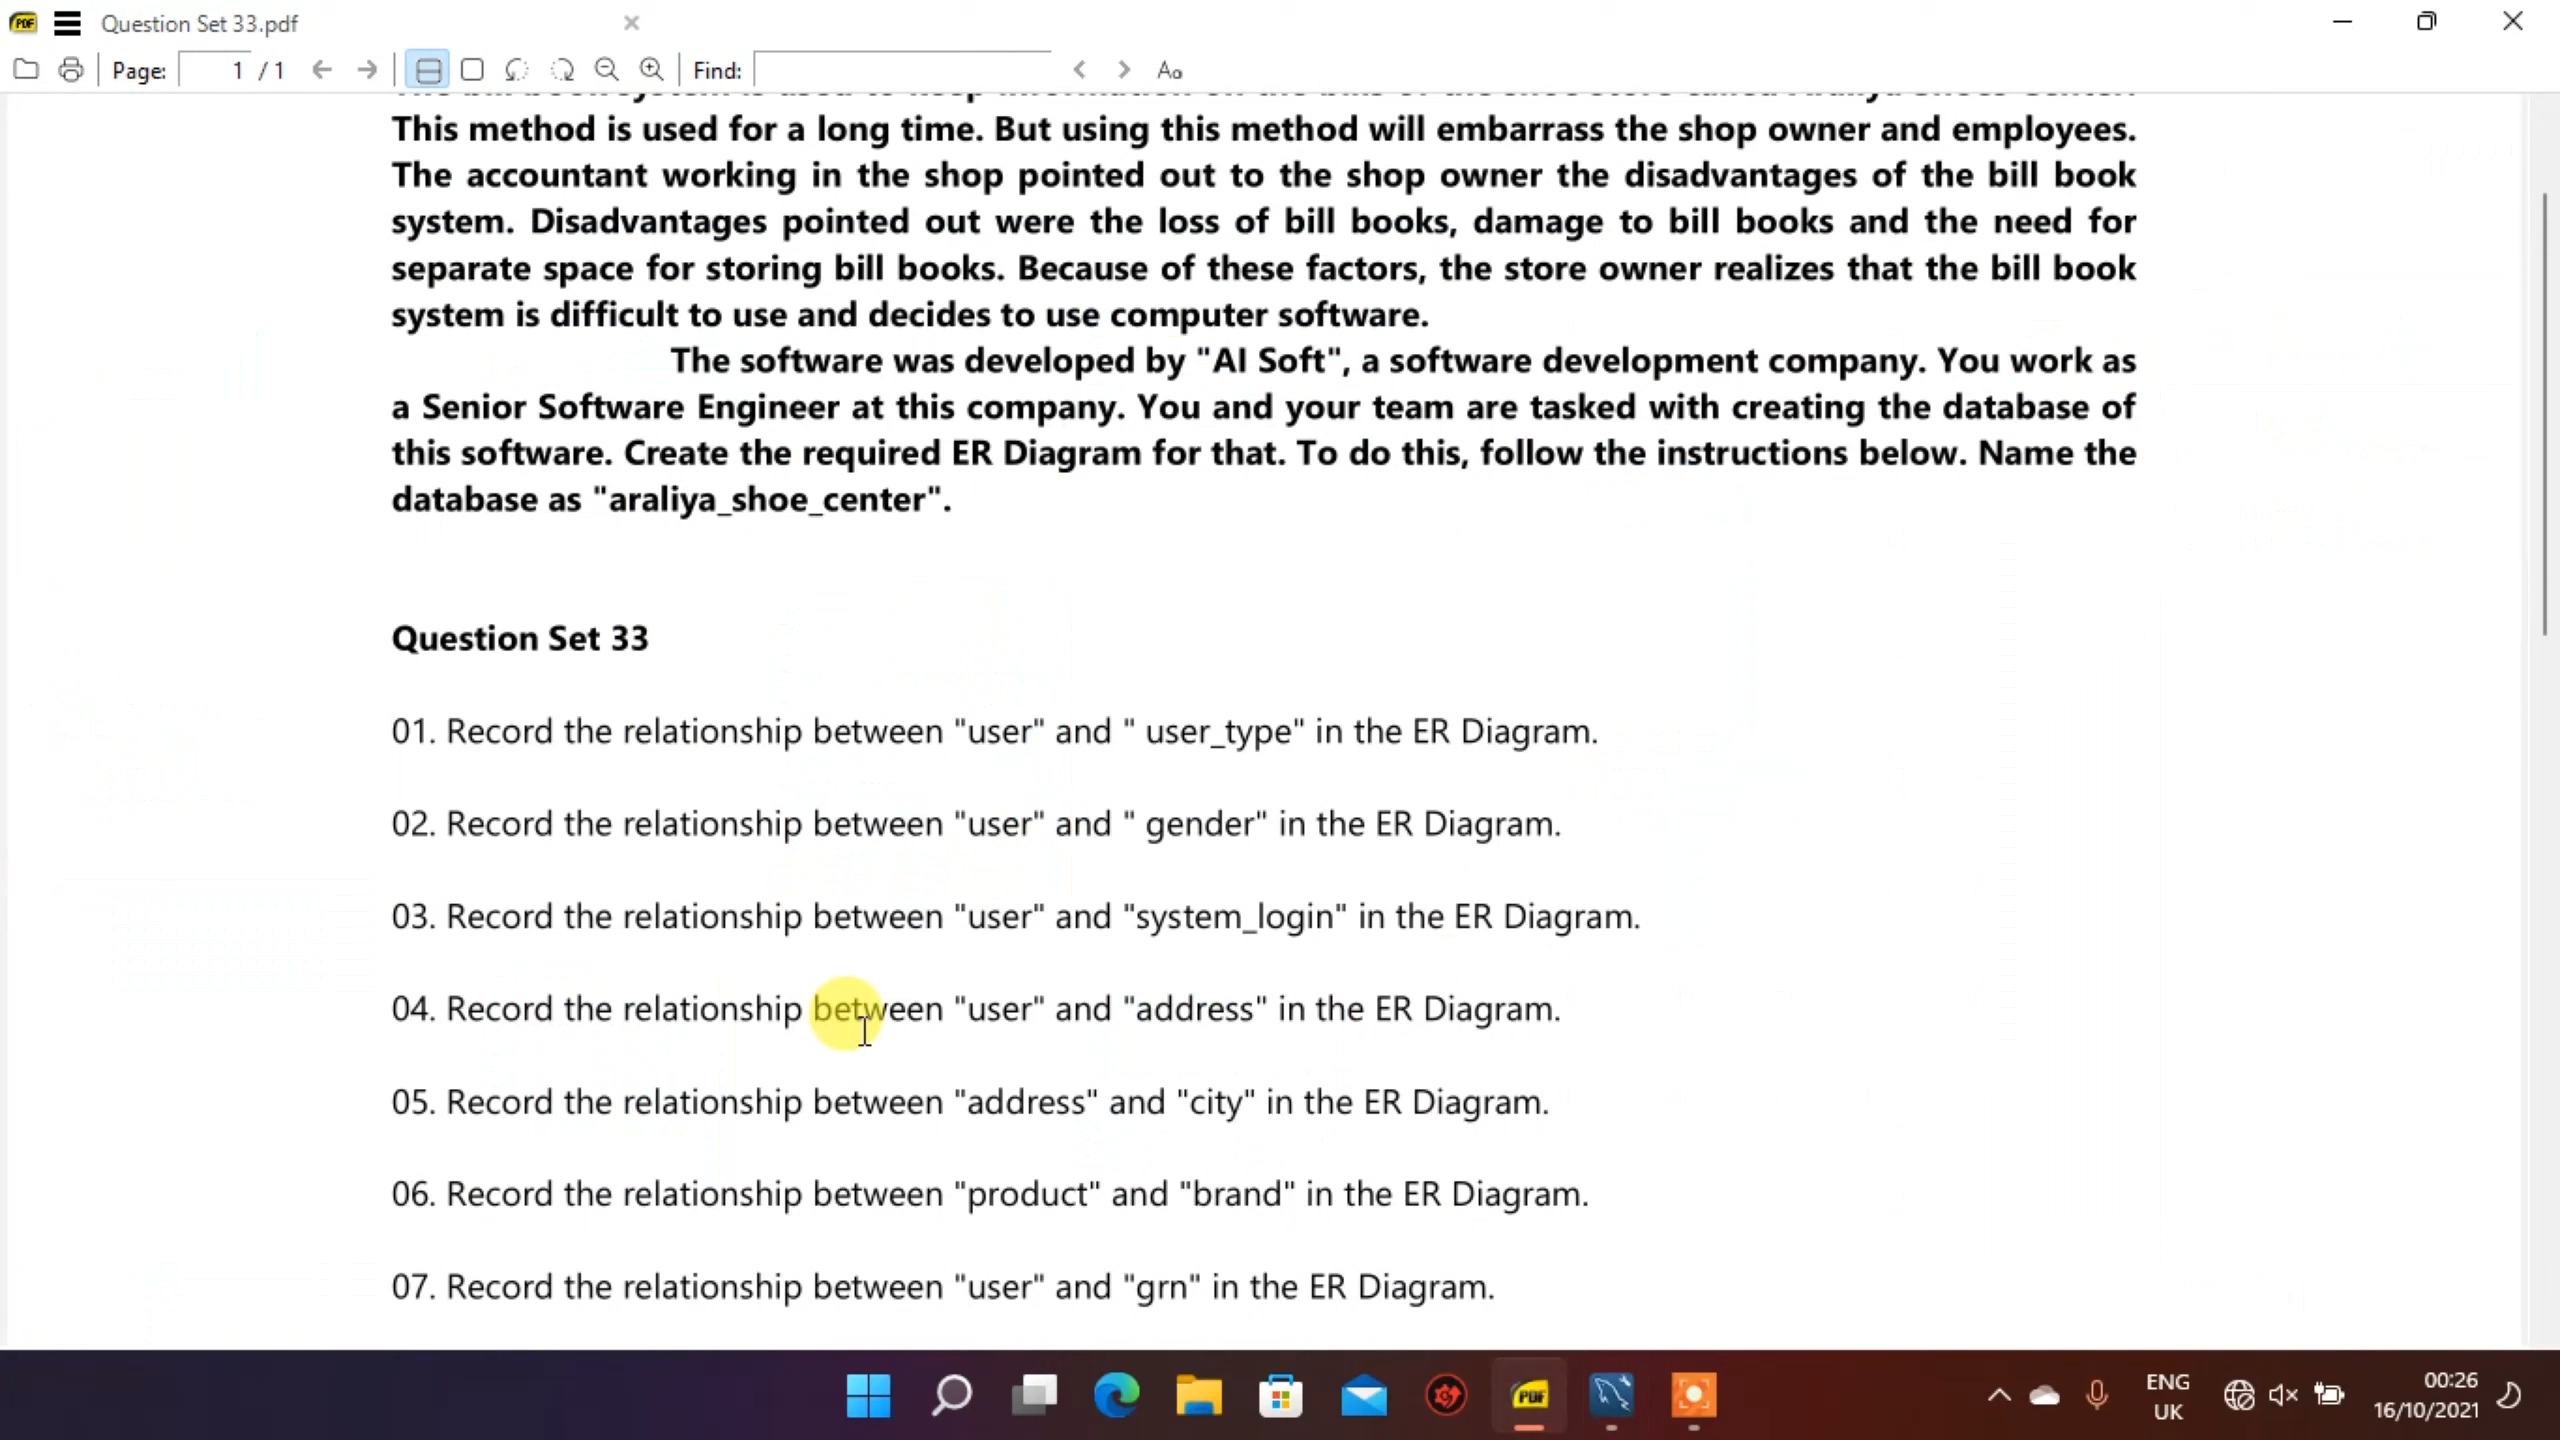 Question Set 33.pdf
Page: 1 / 1 Find:
This method is used for a long time. But using this method will embarrass the shop owner and employees.
The accountant working in the shop pointed out to the shop owner the disadvantages of the bill book
system. Disadvantages pointed out were the loss of bill books, damage to bill books and the need for
separate space for storing bill books. Because of these factors, the store owner realizes that the bill book
system is difficult to use and decides to use computer software.
The software was developed by "AI Soft", a software development company. You work as
a Senior Software Engineer at this company. You and your team are tasked with creating the database of
this software. Create the required ER Diagram for that. To do this, follow the instructions below. Name the
database as "araliya_shoe_center".
Question Set 33
01. Record the relationship between "user" and " user_type" in the ER Diagram.
02. Record the relationship between "user" and " gender" in the ER Diagram.
03. Record the relationship between "user" and "system_login" in the ER Diagram.
04. Record the relationship between "user" and "address" in the ER Diagram.
05. Record the relationship between "address" and "city" in the ER Diagram.
06. Record the relationship between "product" and "brand" in the ER Diagram.
07. Record the relationship between "user" and "grn" in the ER Diagram.
PDF
ENG
UK
00:26
16/10/2021